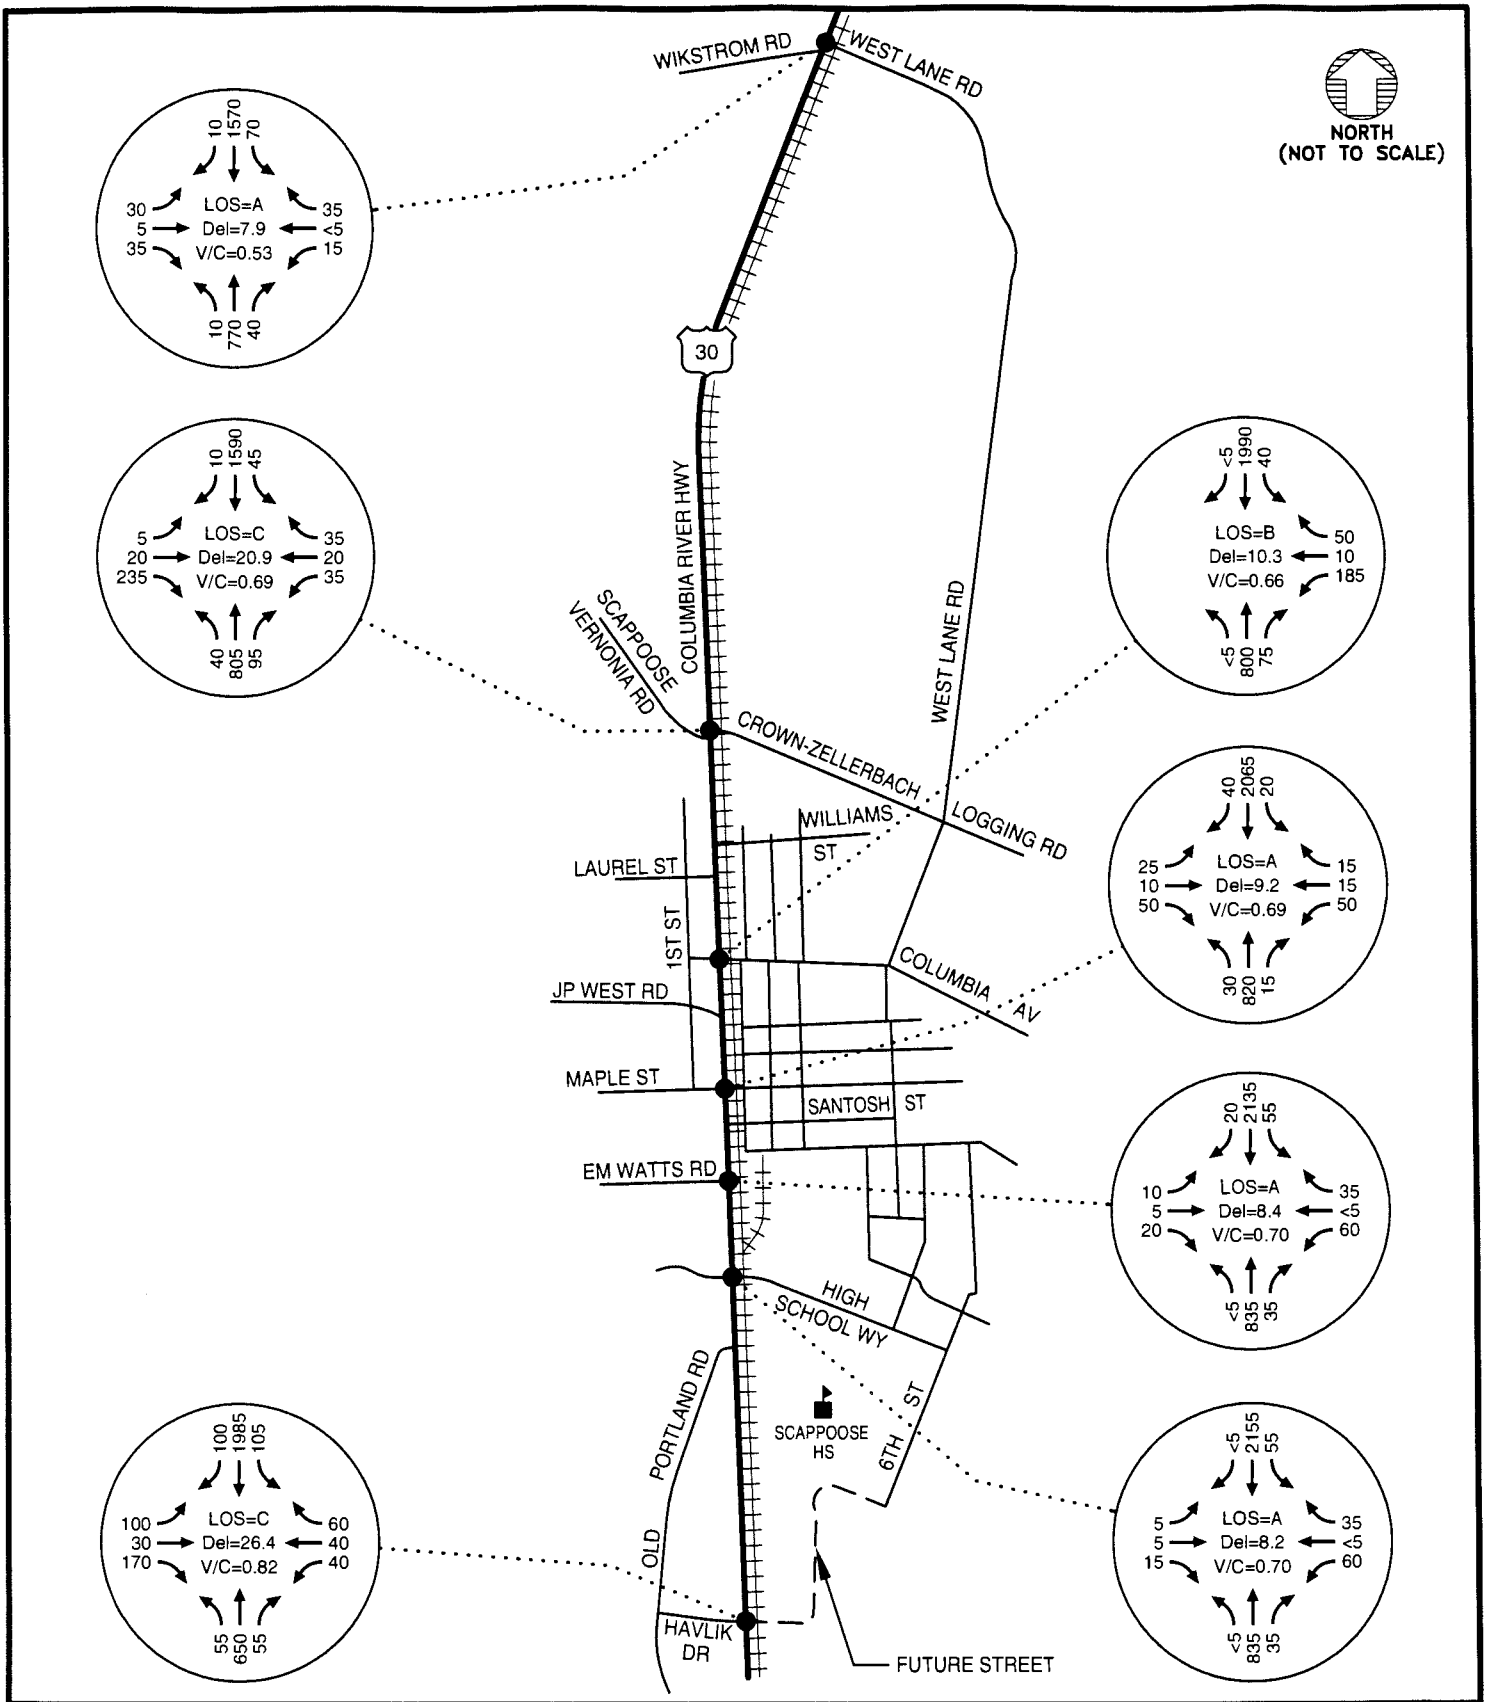 WIKSTROM RD
WEST LANE RD
NORTH
(NOT TO SCALE)
10 1570 70
30 LOS=A 35
5 Del=7.9 <5
35 V/C=0.53 15
10 770 40
30
10 1590 45
5 LOS=C 35
20 Del=20.9 20
235 V/C=0.69 35
40 805 95
COLUMBIA RIVER HWY
<5 1990 40
LOS=B 50
Del=10.3 10
V/C=0.66 185
<5 800 75
SCAPPOOSE
VERNONIA RD
WEST LANE RD
CROWN-ZELLERBACH
LOGGING RD
WILLIAMS
ST
LAUREL ST
1ST ST
40 2065 20
25 LOS=A 15
10 Del=9.2 15
50 V/C=0.69 50
30 820 15
COLUMBIA
AV
JP WEST RD
MAPLE ST
SANTOSH ST
EM WATTS RD
20 2135 55
10 LOS=A 35
5 Del=8.4 <5
20 V/C=0.70 60
<5 835 35
HIGH
SCHOOL WY
OLD PORTLAND RD
SCAPPOOSE
HS
6TH ST
100 1985 105
100 LOS=C 60
30 Del=26.4 40
170 V/C=0.82 40
55 650 55
<5 2155 55
5 LOS=A 35
5 Del=8.2 <5
15 V/C=0.70 60
<5 835 35
HAVLIK
DR
FUTURE STREET